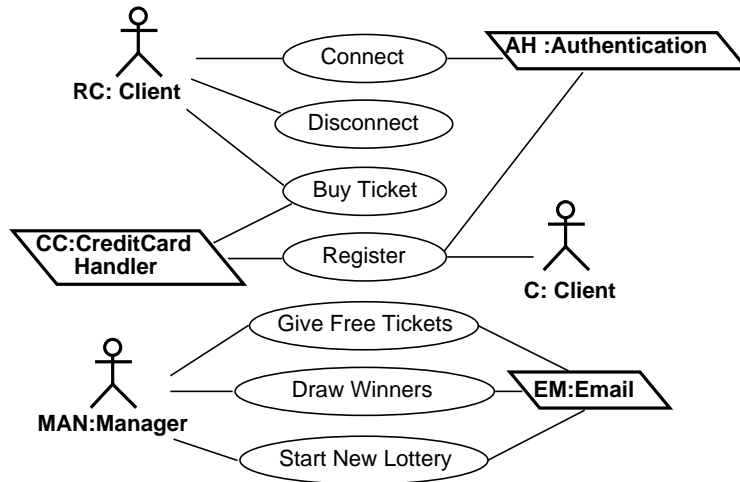 Connect
AH :Authentication
RC: Client
Disconnect
Buy Ticket
CC:CreditCard
Handler
Register
C: Client
Give Free Tickets
Draw Winners
EM:Email
MAN:Manager
Start New Lottery